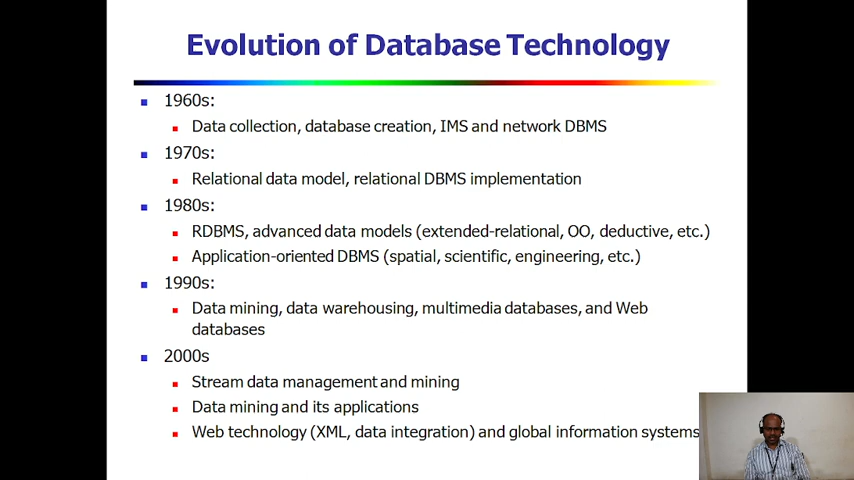 Evolution of Database Technology
1960s:
Data collection, database creation, IMS and network DBMS
1970s:
Relational data model, relational DBMS implementation
1980s:
RDBMS, advanced data models (extended-relational, OO, deductive, etc.)
Application-oriented DBMS (spatial, scientific, engineering, etc.)
1990s:
Data mining, data warehousing, multimedia databases, and Web
databases
2000s
Stream data management and mining
Data mining and its applications
Web technology (XML, data integration) and global information systems